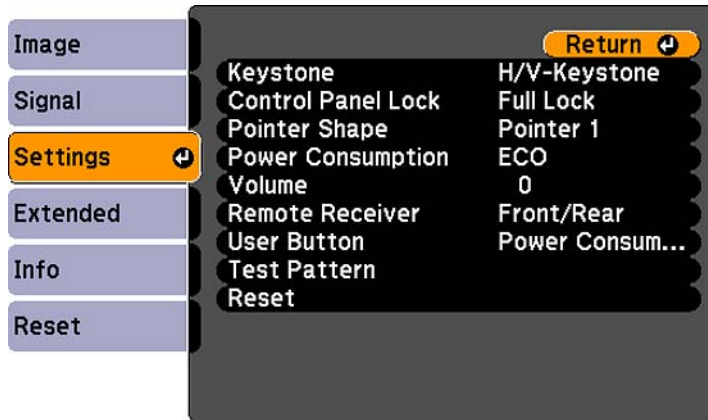 Image
Signal
Settings
Extended
Info
Reset
Return
Keystone H/V-Keystone
Control Panel Lock Full Lock
Pointer Shape Pointer 1
Power Consumption ECO
Volume 0
Remote Receiver Front/Rear
User Button Power Consum...
Test Pattern
Reset